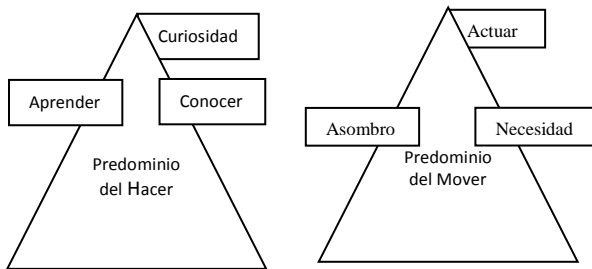 Curiosidad
Aprender
Conocer
Predominio
del Hacer
Actuar
Asombro
Necesidad
Predominio
del Mover